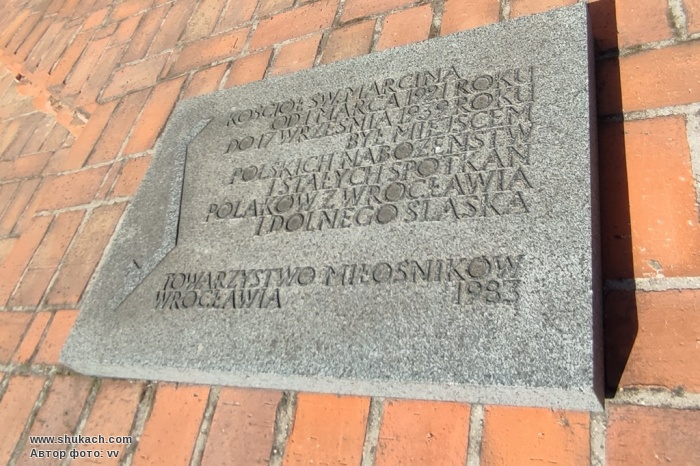 KOŚCIÓŁ ŚW. MARCINA
OD 1 MARCA 1921 ROKU
DO 17 WRZEŚNIA 1939 ROKU
BYŁ MIEJSCEM
POLSKICH NABOŻEŃSTW
I STAŁYCH SPOTKAŃ
POLAKÓW Z WROCŁAWIA
I DOLNEGO ŚLĄSKA
TOWARZYSTWO MIŁOŚNIKÓW
WROCŁAWIA 1983
www.shukach.com
Автор фото: vv